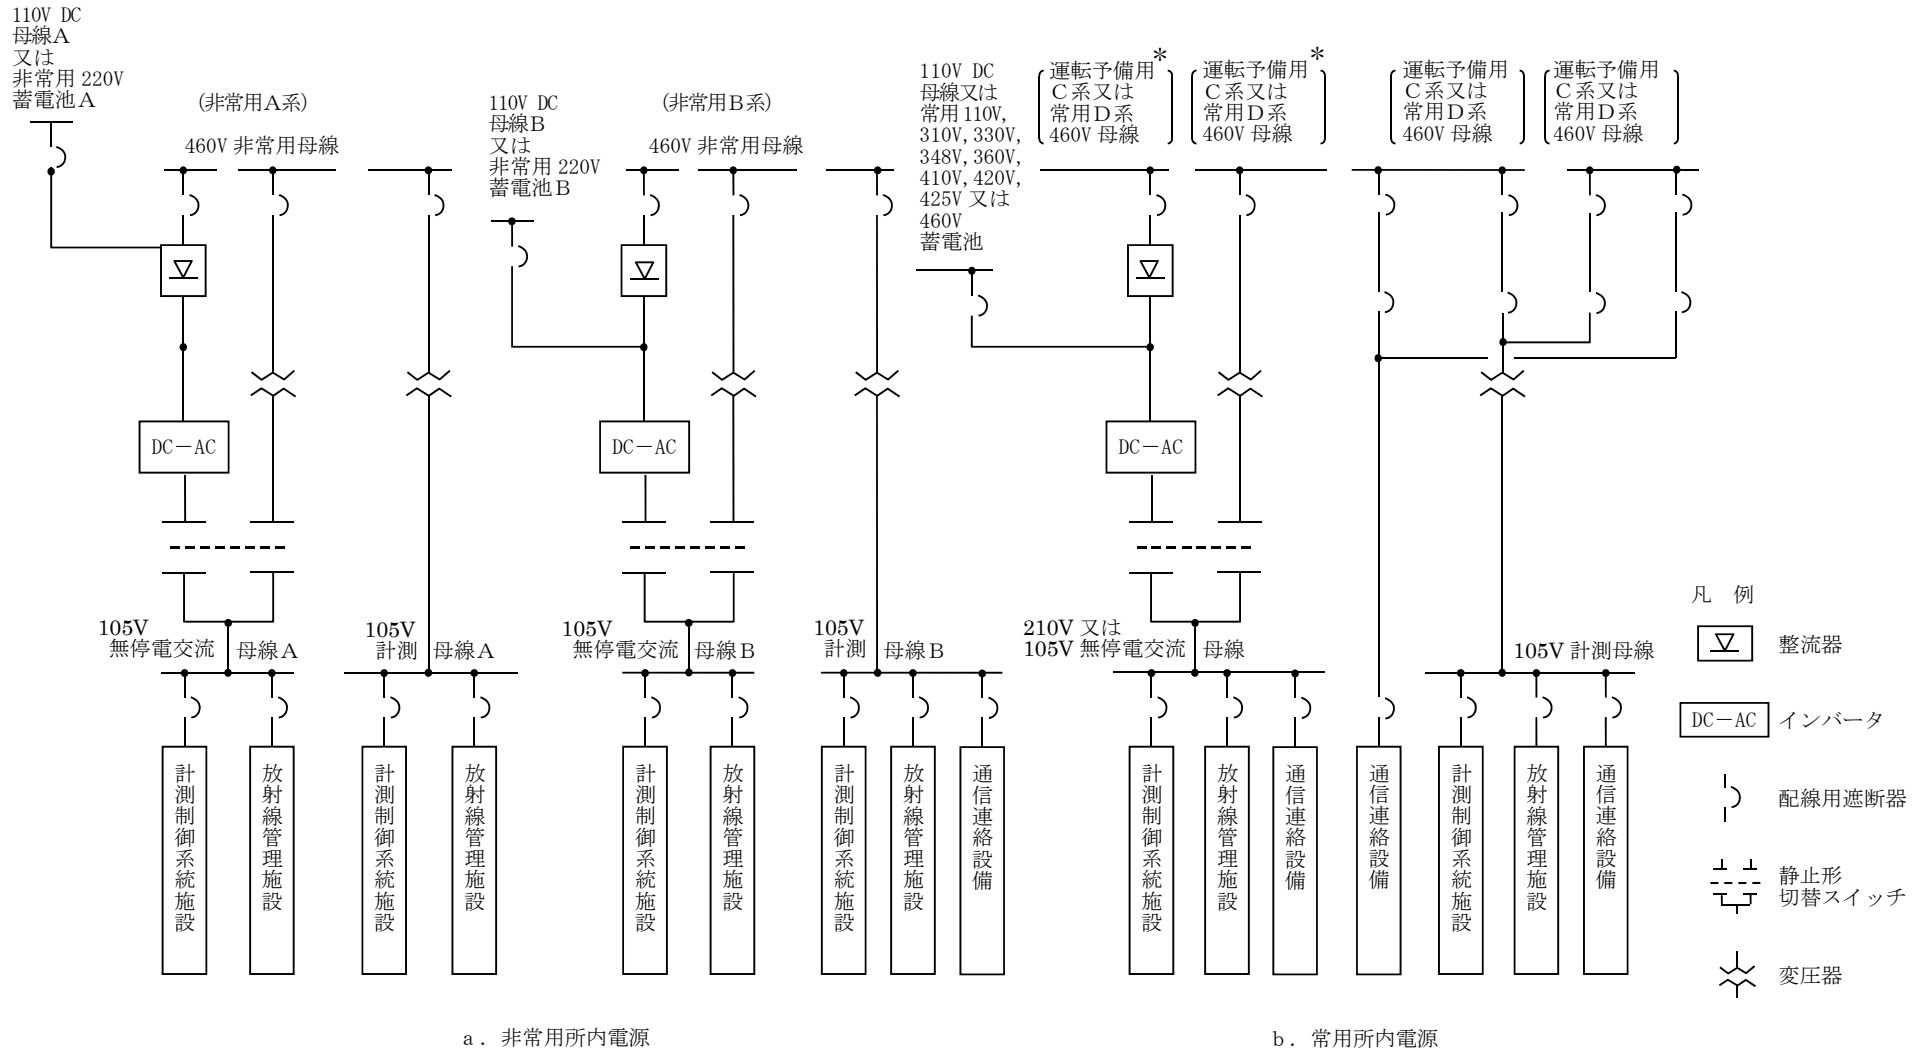 110V DC
母線A
又は
非常用 220V
蓄電池A
(非常用A系)
460V 非常用母線
110V DC
母線B
又は
非常用 220V
蓄電池B
(非常用B系)
460V 非常用母線
110V DC
母線又は
常用 110V,
310V, 330V,
348V, 360V,
410V, 420V,
425V 又は
460V
蓄電池
運転予備用*
C系又は
常用D系
460V 母線
運転予備用*
C系又は
常用D系
460V 母線
運転予備用
C系又は
常用D系
460V 母線
運転予備用
C系又は
常用D系
460V 母線
DC-AC
DC-AC
DC-AC
105V
無停電交流 母線A
105V
計測 母線A
105V
無停電交流 母線B
105V
計測 母線B
210V 又は
105V 無停電交流 母線
105V 計測母線
計測制御系統施設
放射線管理施設
計測制御系統施設
放射線管理施設
計測制御系統施設
放射線管理施設
計測制御系統施設
放射線管理施設
通信連絡設備
計測制御系統施設
放射線管理施設
通信連絡設備
通信連絡設備
計測制御系統施設
放射線管理施設
通信連絡設備
凡 例
整流器
DC-AC インバータ
配線用遮断器
静止形
切替スイッチ
変圧器
a. 非常用所内電源
b. 常用所内電源